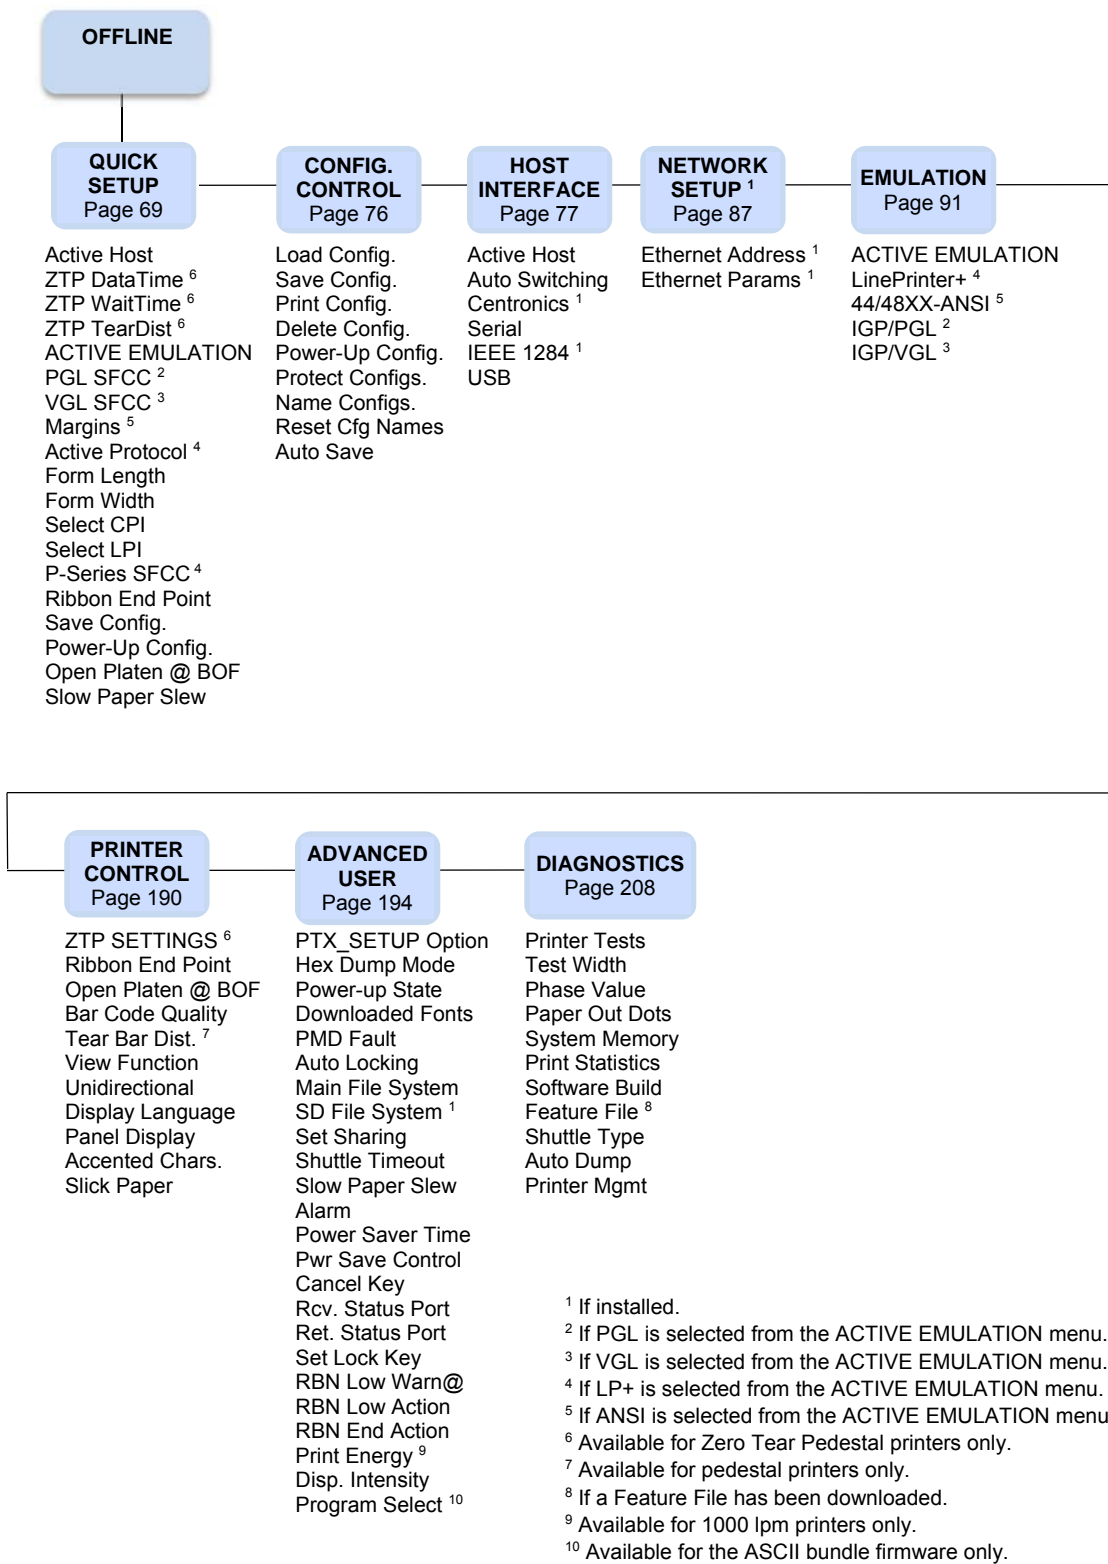 OFFLINE
QUICK
SETUP
Page 69
CONFIG.
CONTROL
Page 76
HOST
INTERFACE
Page 77
NETWORK
SETUP ¹
Page 87
EMULATION
Page 91
Active Host
ZTP DataTime ⁶
ZTP WaitTime ⁶
ZTP TearDist ⁶
ACTIVE EMULATION
PGL SFCC ²
VGL SFCC ³
Margins ⁵
Active Protocol ⁴
Form Length
Form Width
Select CPI
Select LPI
P-Series SFCC ⁴
Ribbon End Point
Save Config.
Power-Up Config.
Open Platen @ BOF
Slow Paper Slew
Load Config.
Save Config.
Print Config.
Delete Config.
Power-Up Config.
Protect Configs.
Name Configs.
Reset Cfg Names
Auto Save
Active Host
Auto Switching
Centronics ¹
Serial
IEEE 1284 ¹
USB
Ethernet Address ¹
Ethernet Params ¹
ACTIVE EMULATION
LinePrinter+ ⁴
44/48XX-ANSI ⁵
IGP/PGL ²
IGP/VGL ³
PRINTER
CONTROL
Page 190
ADVANCED
USER
Page 194
DIAGNOSTICS
Page 208
ZTP SETTINGS ⁶
Ribbon End Point
Open Platen @ BOF
Bar Code Quality
Tear Bar Dist. ⁷
View Function
Unidirectional
Display Language
Panel Display
Accented Chars.
Slick Paper
PTX_SETUP Option
Hex Dump Mode
Power-up State
Downloaded Fonts
PMD Fault
Auto Locking
Main File System
SD File System ¹
Set Sharing
Shuttle Timeout
Slow Paper Slew
Alarm
Power Saver Time
Pwr Save Control
Cancel Key
Rcv. Status Port
Ret. Status Port
Set Lock Key
RBN Low Warn@
RBN Low Action
RBN End Action
Print Energy ⁹
Disp. Intensity
Program Select ¹⁰
Printer Tests
Test Width
Phase Value
Paper Out Dots
System Memory
Print Statistics
Software Build
Feature File ⁸
Shuttle Type
Auto Dump
Printer Mgmt
¹ If installed.
² If PGL is selected from the ACTIVE EMULATION menu.
³ If VGL is selected from the ACTIVE EMULATION menu.
⁴ If LP+ is selected from the ACTIVE EMULATION menu.
⁵ If ANSI is selected from the ACTIVE EMULATION menu
⁶ Available for Zero Tear Pedestal printers only.
⁷ Available for pedestal printers only.
⁸ If a Feature File has been downloaded.
⁹ Available for 1000 lpm printers only.
¹⁰ Available for the ASCII bundle firmware only.